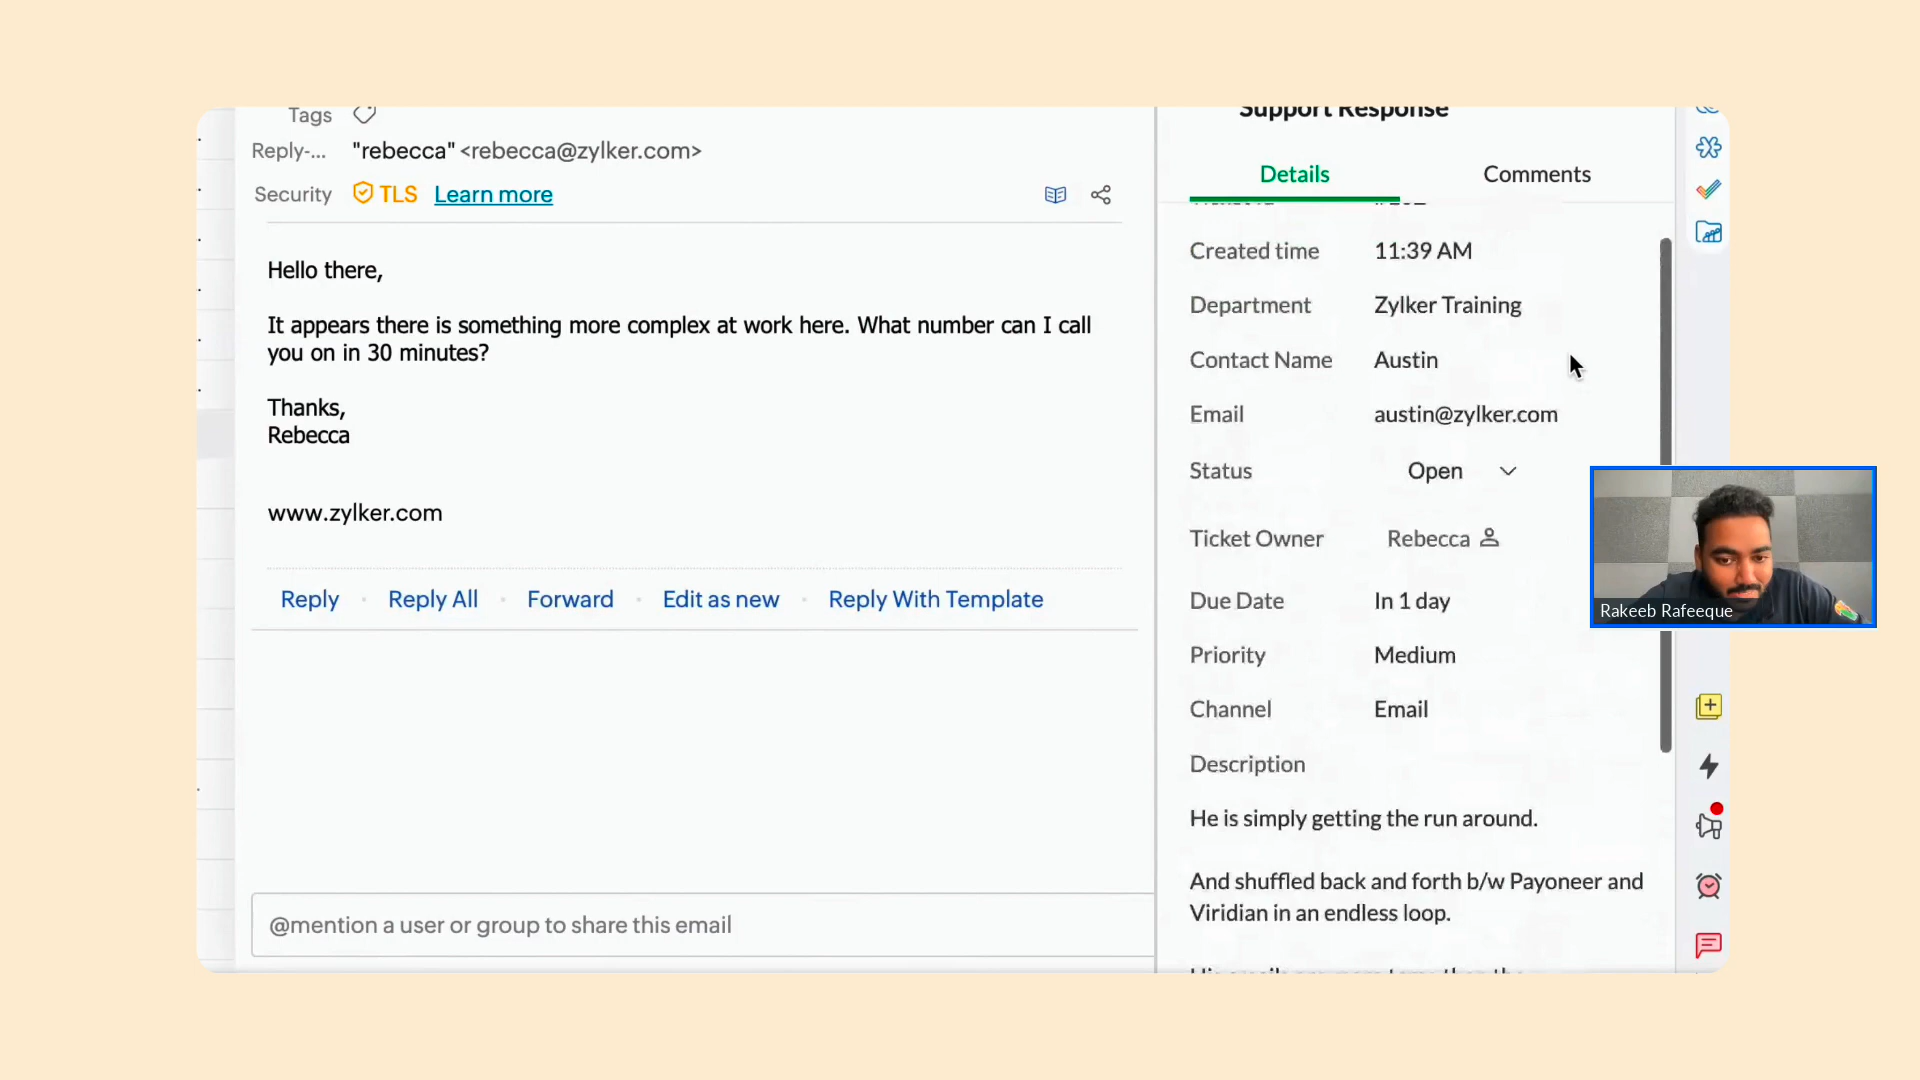 Tags
Reply-... "rebecca" <rebecca@zylker.com>
Security TLS Learn more
Hello there,
It appears there is something more complex at work here. What number can I call
you on in 30 minutes?
Thanks,
Rebecca
www.zylker.com
Reply · Reply All · Forward · Edit as new · Reply With Template
@mention a user or group to share this email
Support Response
Details Comments
Created time 11:39 AM
Department Zylker Training
Contact Name Austin
Email austin@zylker.com
Status Open
Ticket Owner Rebecca
Due Date In 1 day
Priority Medium
Channel Email
Description
He is simply getting the run around.
And shuffled back and forth b/w Payoneer and
Viridian in an endless loop.
Rakeeb Rafeeque